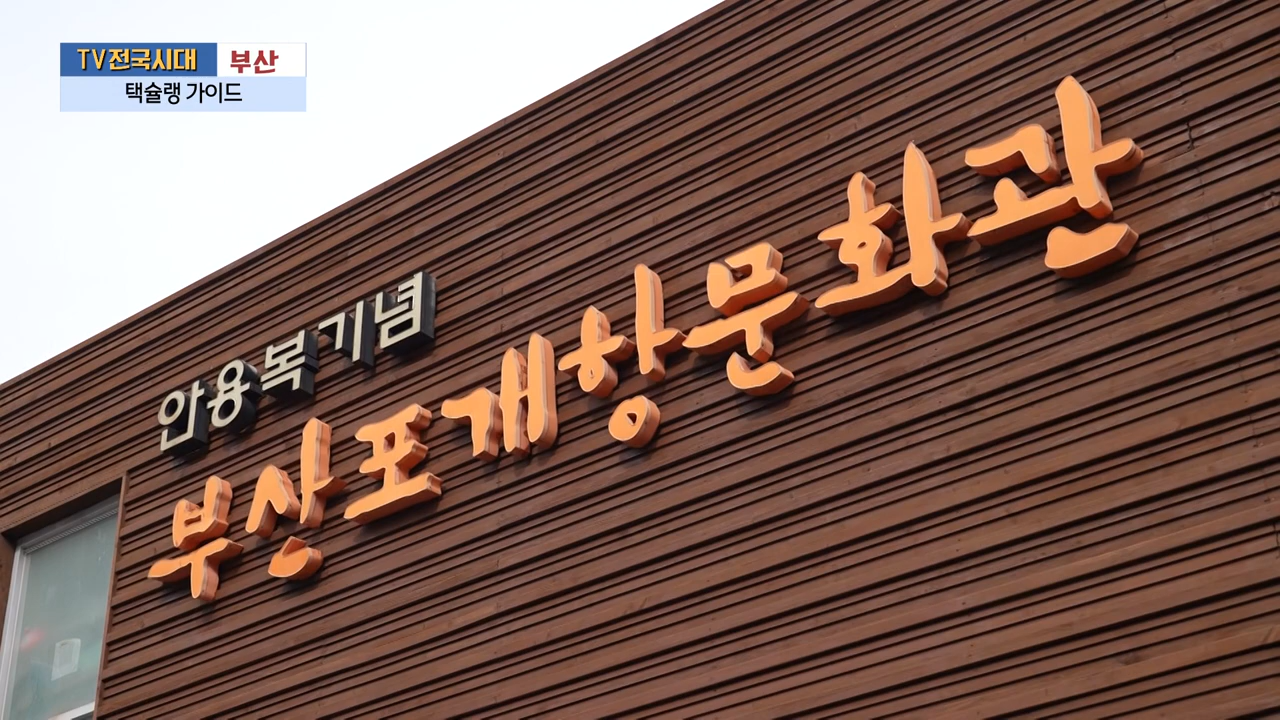 TV전국시대 부산
택슐랭 가이드
안용복기념
부산포개항문화관